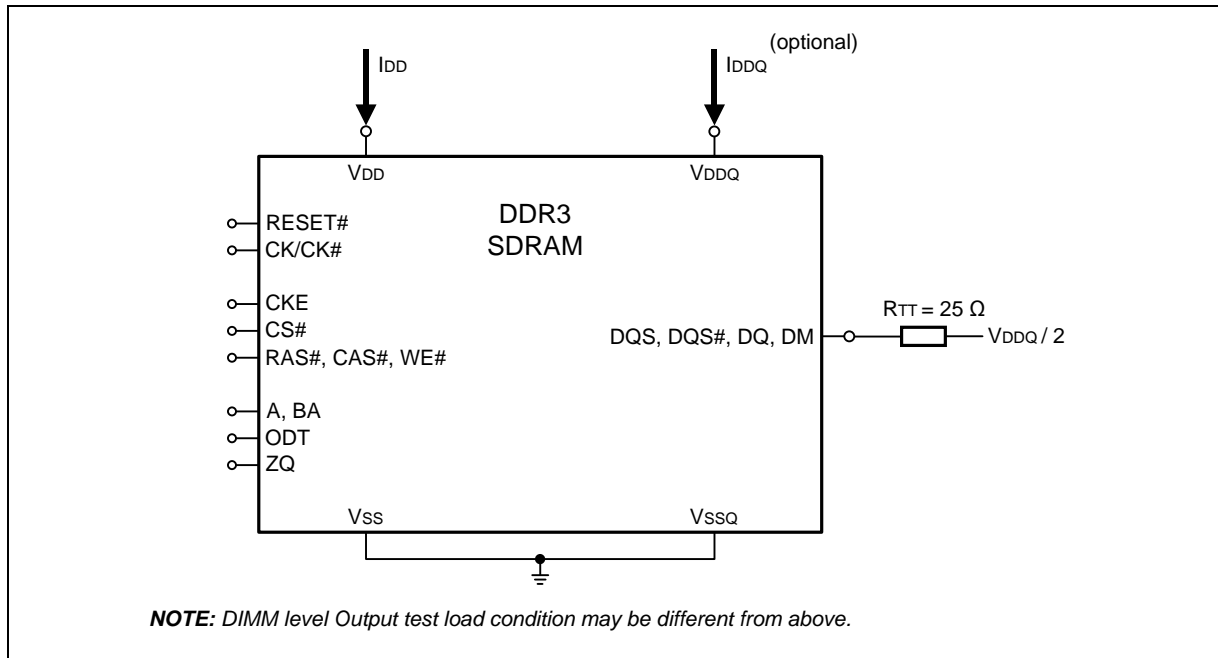 (optional)
IDD
IDDQ
VDD
VDDQ
DDR3
SDRAM
RESET#
CK/CK#
CKE
CS#
RAS#, CAS#, WE#
A, BA
ODT
ZQ
DQS, DQS#, DQ, DM
RTT = 25 Ω
VDDQ / 2
VSS
VSSQ
NOTE: DIMM level Output test load condition may be different from above.